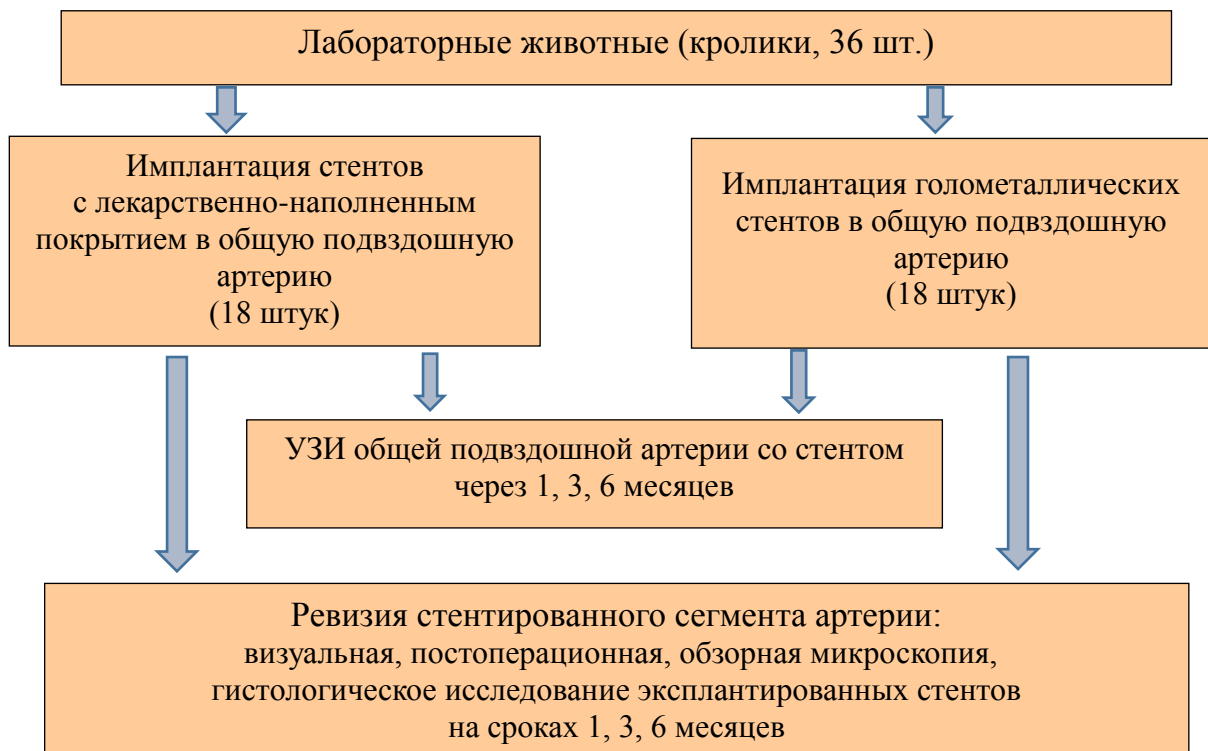 Лабораторные животные (кролики, 36 шт.)
Имплантация стентов
с лекарственно-наполненным
покрытием в общую подвздошную
артерию
(18 штук)
Имплантация голометаллических
стентов в общую подвздошную
артерию
(18 штук)
УЗИ общей подвздошной артерии со стентом
через 1, 3, 6 месяцев
Ревизия стентированного сегмента артерии:
визуальная, постоперационная, обзорная микроскопия,
гистологическое исследование эксплантированных стентов
на сроках 1, 3, 6 месяцев